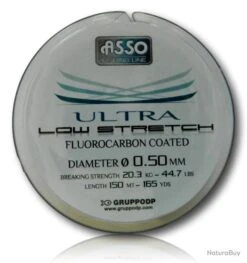 ASSO
FISHING LINE
ULTRA
LOW STRETCH
FLUOROCARBON COATED
DIAMETER Ø 0.50 MM
BREAKING STRENGTH 20.3 KG - 44.7 LBS
LENGTH 150 MT - 165 YDS
GRUPPODP
www.gruppodp.com
NaturaBuy